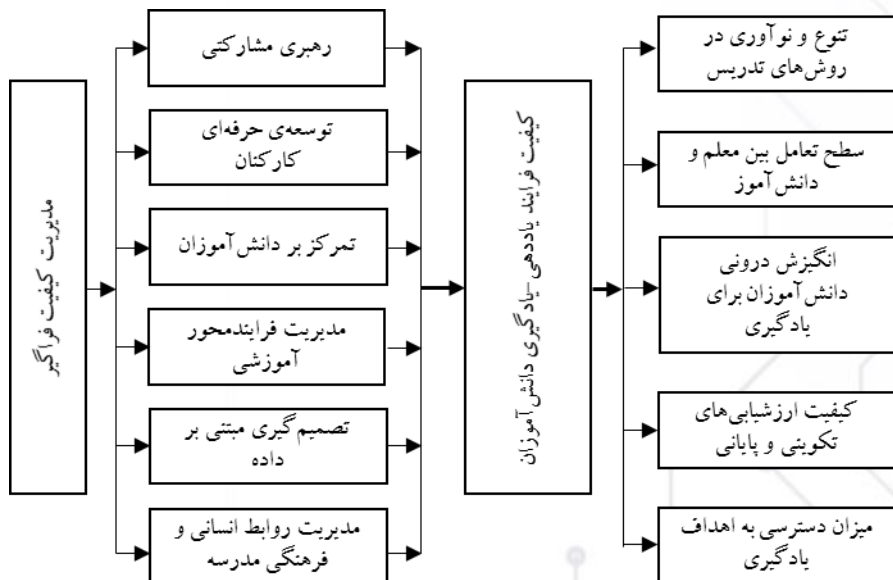 مدیریت کیفیت فراگیر
رهبری مشارکتی
توسعه‌ی حرفه‌ای
کارکنان
تمرکز بر دانش‌آموزان
مدیریت فرایندمحور
آموزشی
تصمیم‌گیری مبتنی بر
داده
مدیریت روابط انسانی و
فرهنگی مدرسه
کیفیت فرایند یاددهی-یادگیری دانش‌آموزان
تنوع و نوآوری در
روش‌های تدریس
سطح تعامل بین معلم و
دانش‌آموز
انگیزش درونی
دانش‌آموزان برای
یادگیری
کیفیت ارزشیابی‌های
تکوینی و پایانی
میزان دسترسی به اهداف
یادگیری